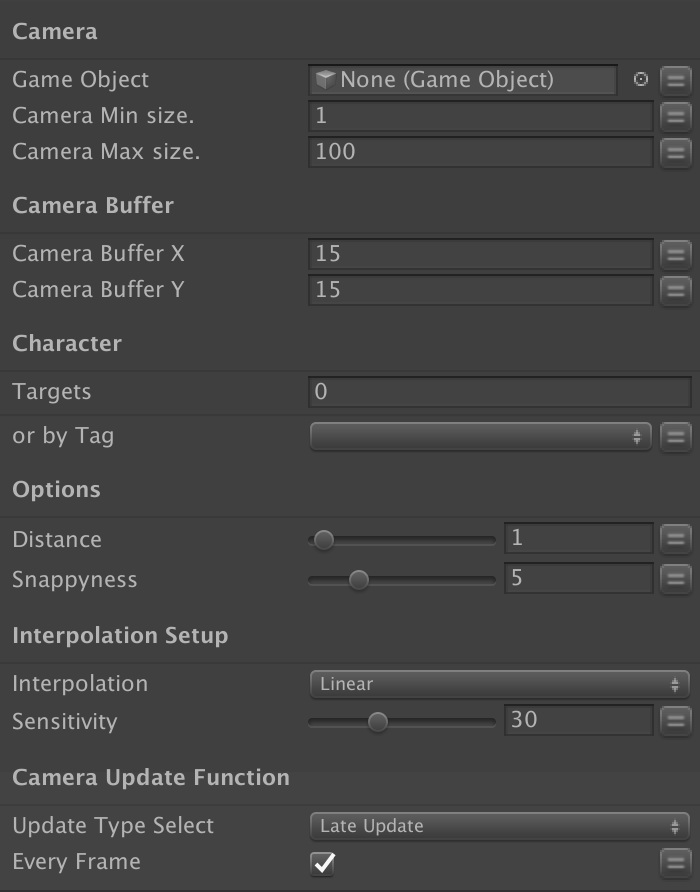 Camera
Game Object None (Game Object)
Camera Min size. 1
Camera Max size. 100
Camera Buffer
Camera Buffer X 15
Camera Buffer Y 15
Character
Targets 0
or by Tag
Options
Distance 1
Snappyness 5
Interpolation Setup
Interpolation Linear
Sensitivity 30
Camera Update Function
Update Type Select Late Update
Every Frame